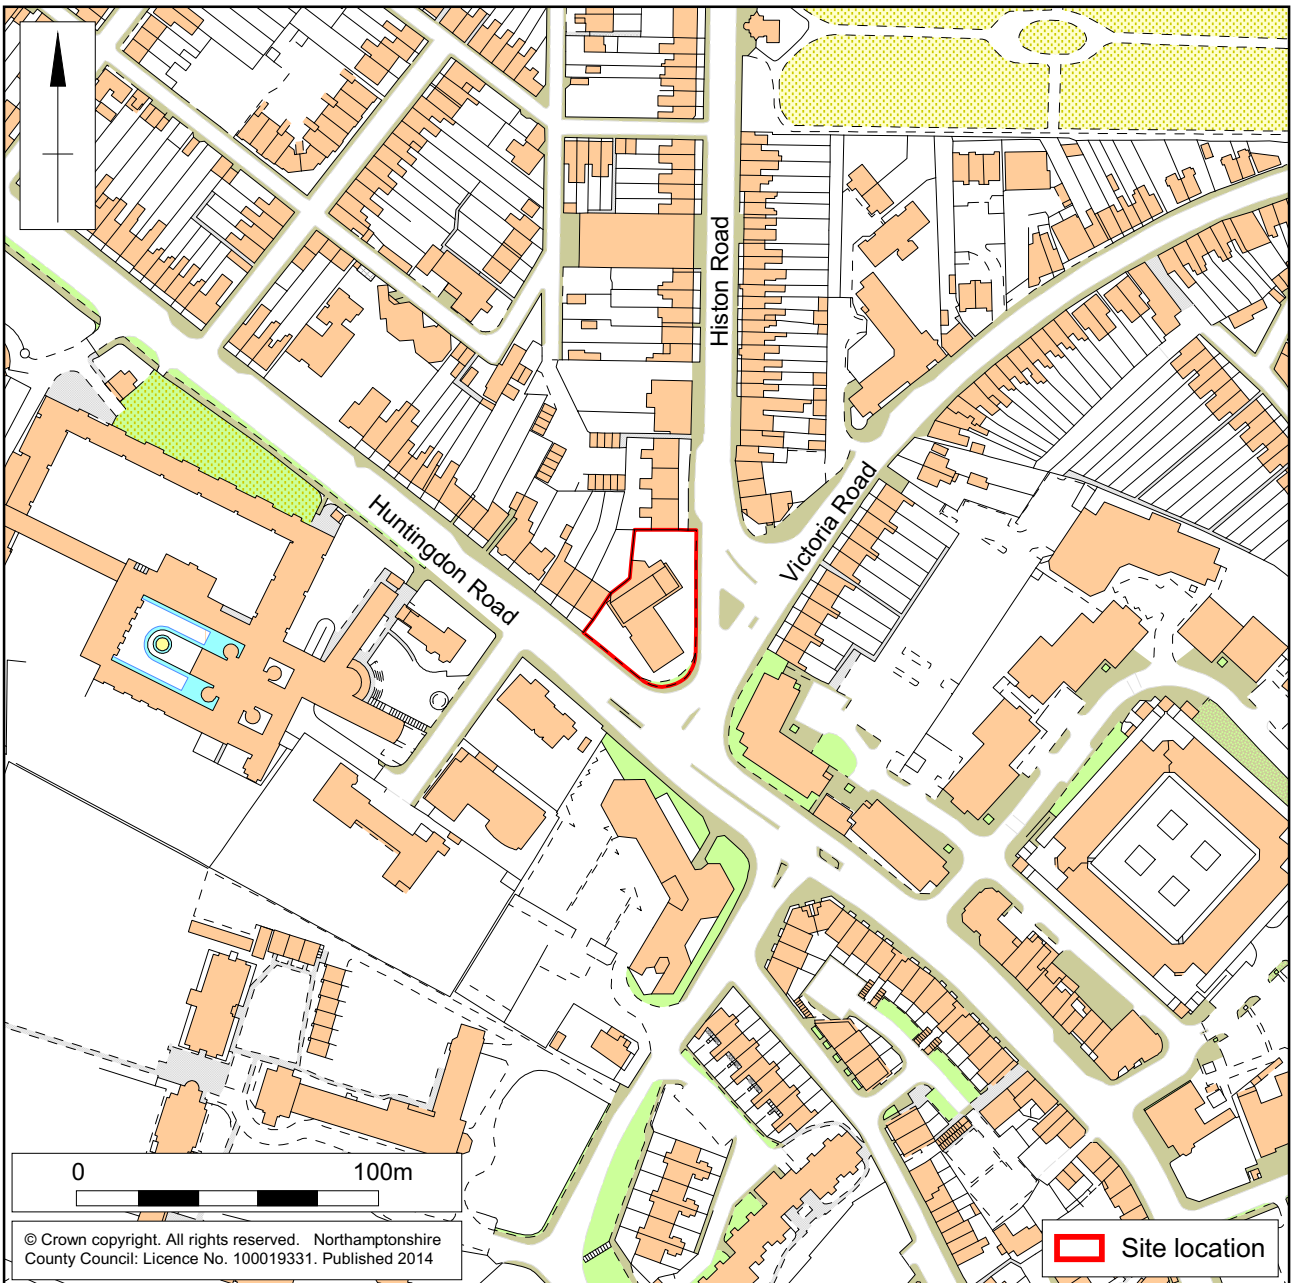 Histon Road
Victoria Road
Huntingdon Road
0 100m
© Crown copyright. All rights reserved. Northamptonshire
County Council: Licence No. 100019331. Published 2014
Site location